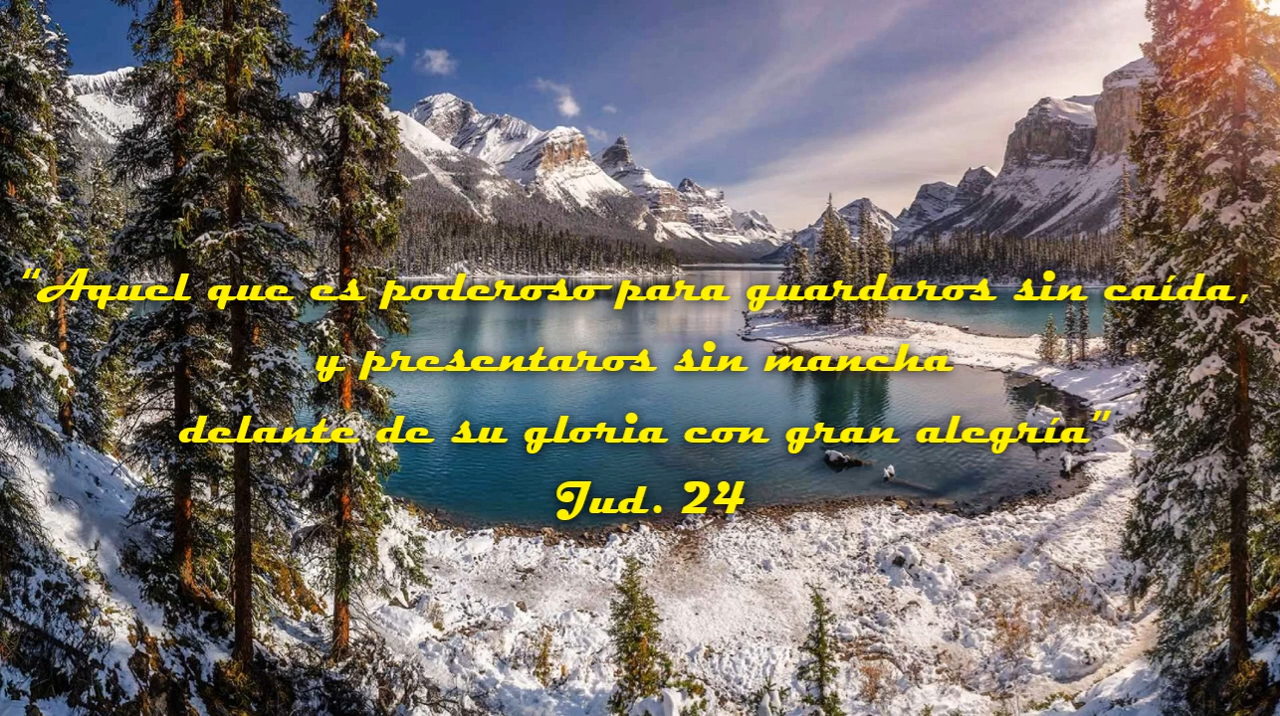 “Aquel que es poderoso para guardaros sin caída,
y presentaros sin mancha
delante de su gloria con gran alegría”
Jud. 24